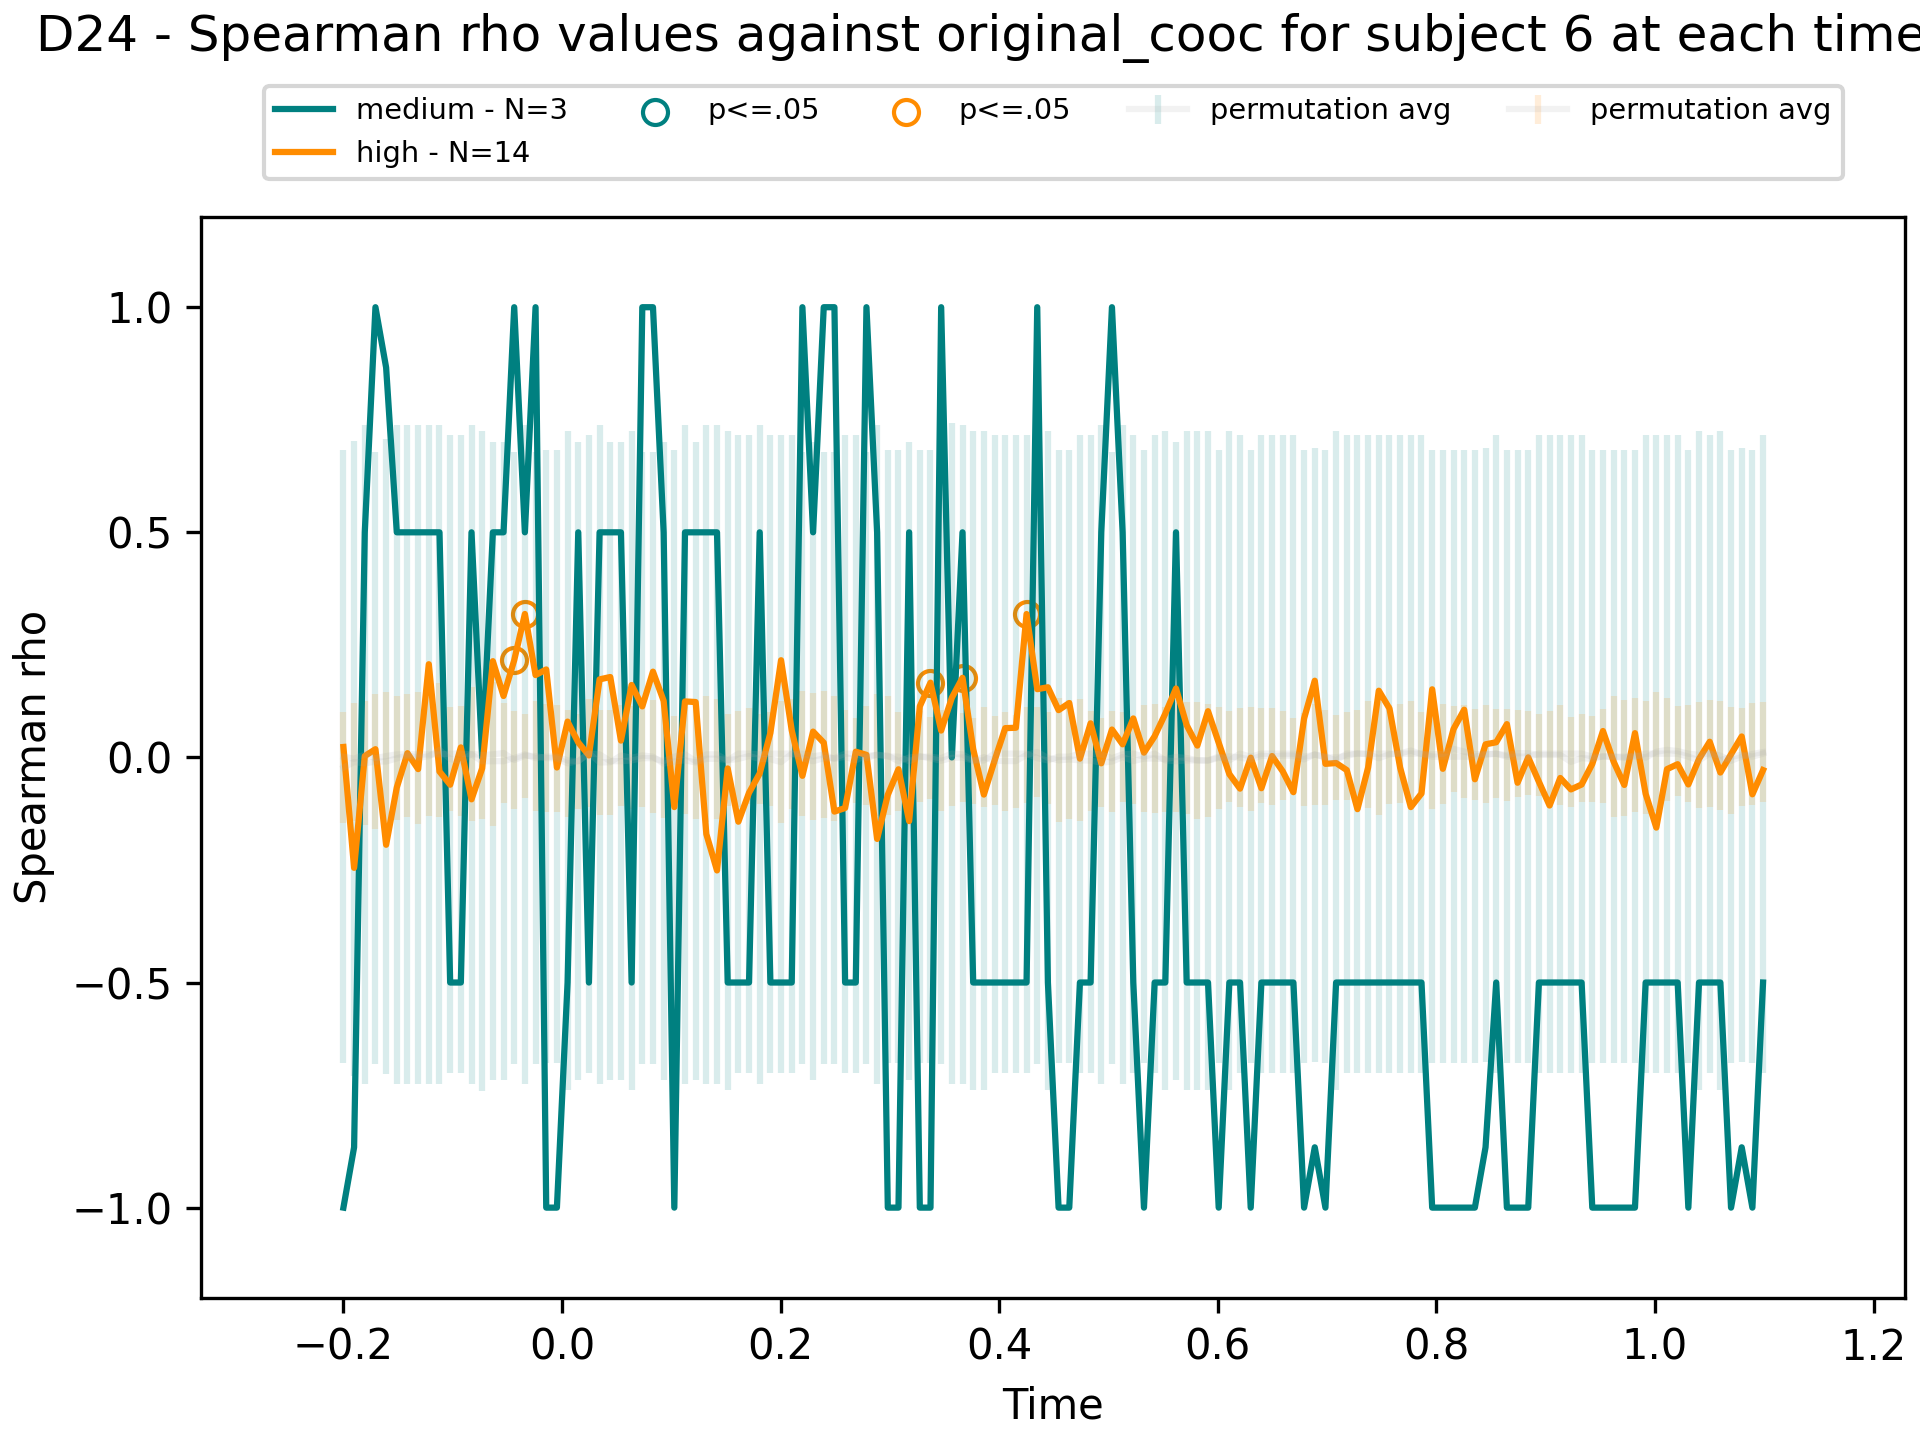 D24 - Spearman rho values against original_cooc for subject 6 at each time
medium - N=3 p<=.05 p<=.05 permutation avg permutation avg
high - N=14
Spearman rho
1.0
0.5
0.0
−0.5
−1.0
−0.2 0.0 0.2 0.4 0.6 0.8 1.0 1.2
Time